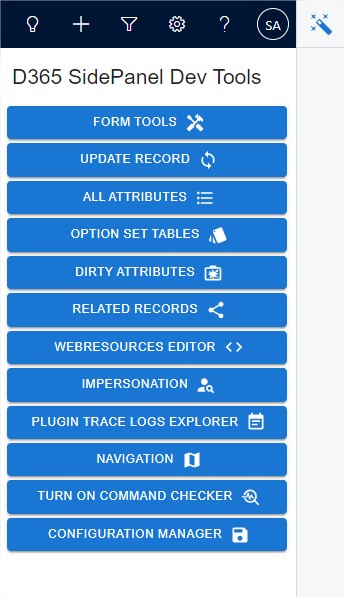 ?
SA
D365 SidePanel Dev Tools
FORM TOOLS
UPDATE RECORD
ALL ATTRIBUTES
OPTION SET TABLES
DIRTY ATTRIBUTES
RELATED RECORDS
WEBRESOURCES EDITOR
IMPERSONATION
PLUGIN TRACE LOGS EXPLORER
NAVIGATION
TURN ON COMMAND CHECKER
CONFIGURATION MANAGER